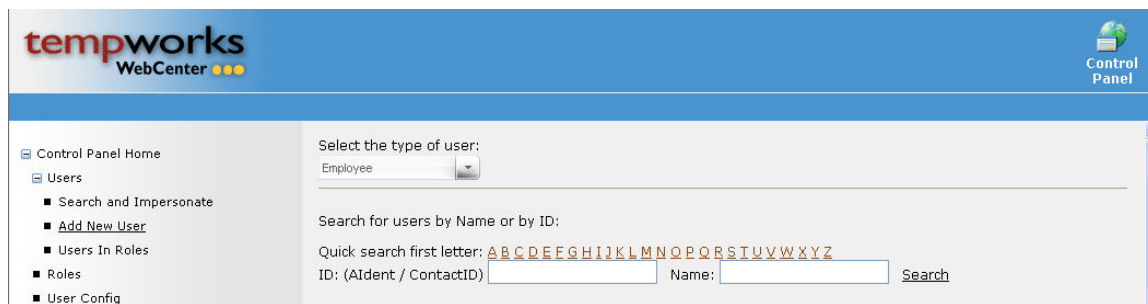 tempworks
WebCenter
Control
Panel
Control Panel Home
Users
Search and Impersonate
Add New User
Users In Roles
Roles
User Config
Select the type of user:
Employee
Search for users by Name or by ID:
Quick search first letter: A B C D E F G H I J K L M N O P Q R S T U V W X Y Z
ID: (AIdent / ContactID) Name: Search